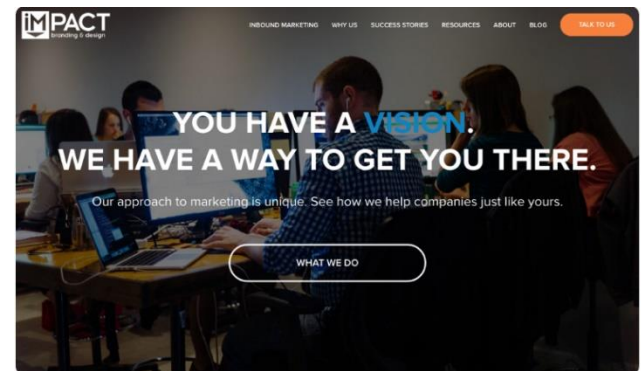 iMPACT
branding & design
INBOUND MARKETING WHY US SUCCESS STORIES RESOURCES ABOUT BLOG TALK TO US
YOU HAVE A VISION.
WE HAVE A WAY TO GET YOU THERE.
Our approach to marketing is unique. See how we help companies just like yours.
WHAT WE DO